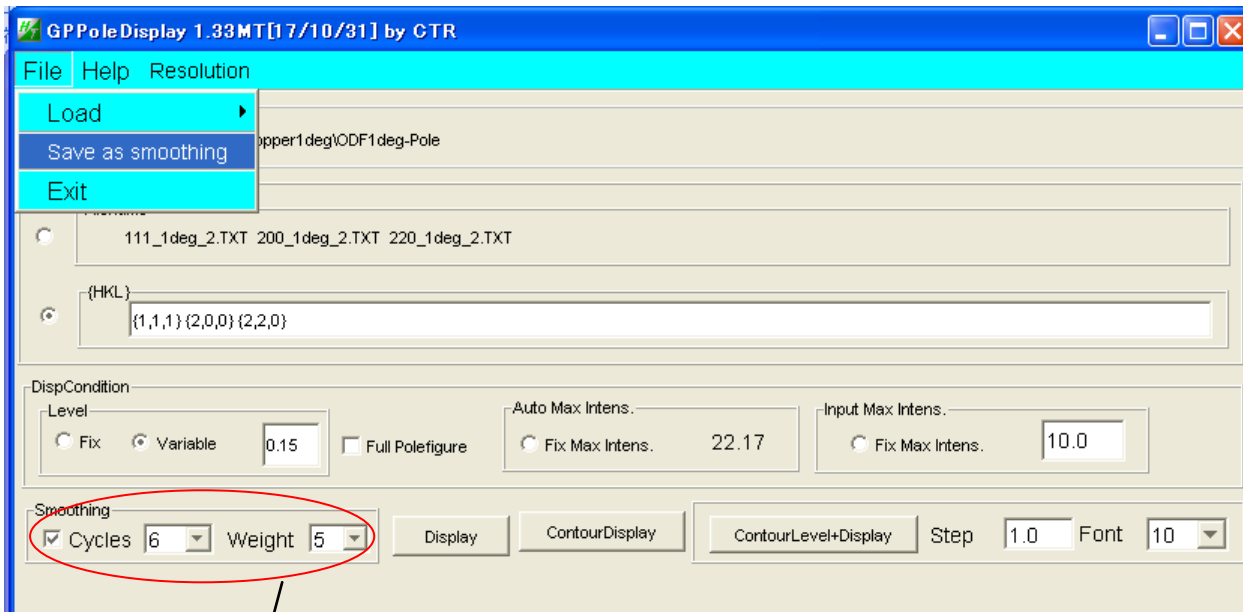 GPPoleDisplay 1.33MT[17/10/31] by CTR
File Help Resolution
Load
Save as smoothing
Exit
opper1deg\ODF1deg-Pole
111_1deg_2.TXT 200_1deg_2.TXT 220_1deg_2.TXT
{HKL}
{1,1,1}{2,0,0}{2,2,0}
DispCondition
Level
Fix Variable 0.15 Full Polefigure
Auto Max Intens.
Fix Max Intens. 22.17
Input Max Intens.
Fix Max Intens. 10.0
Smoothing
Cycles 6 Weight 5 Display ContourDisplay ContourLevel+Display Step 1.0 Font 10